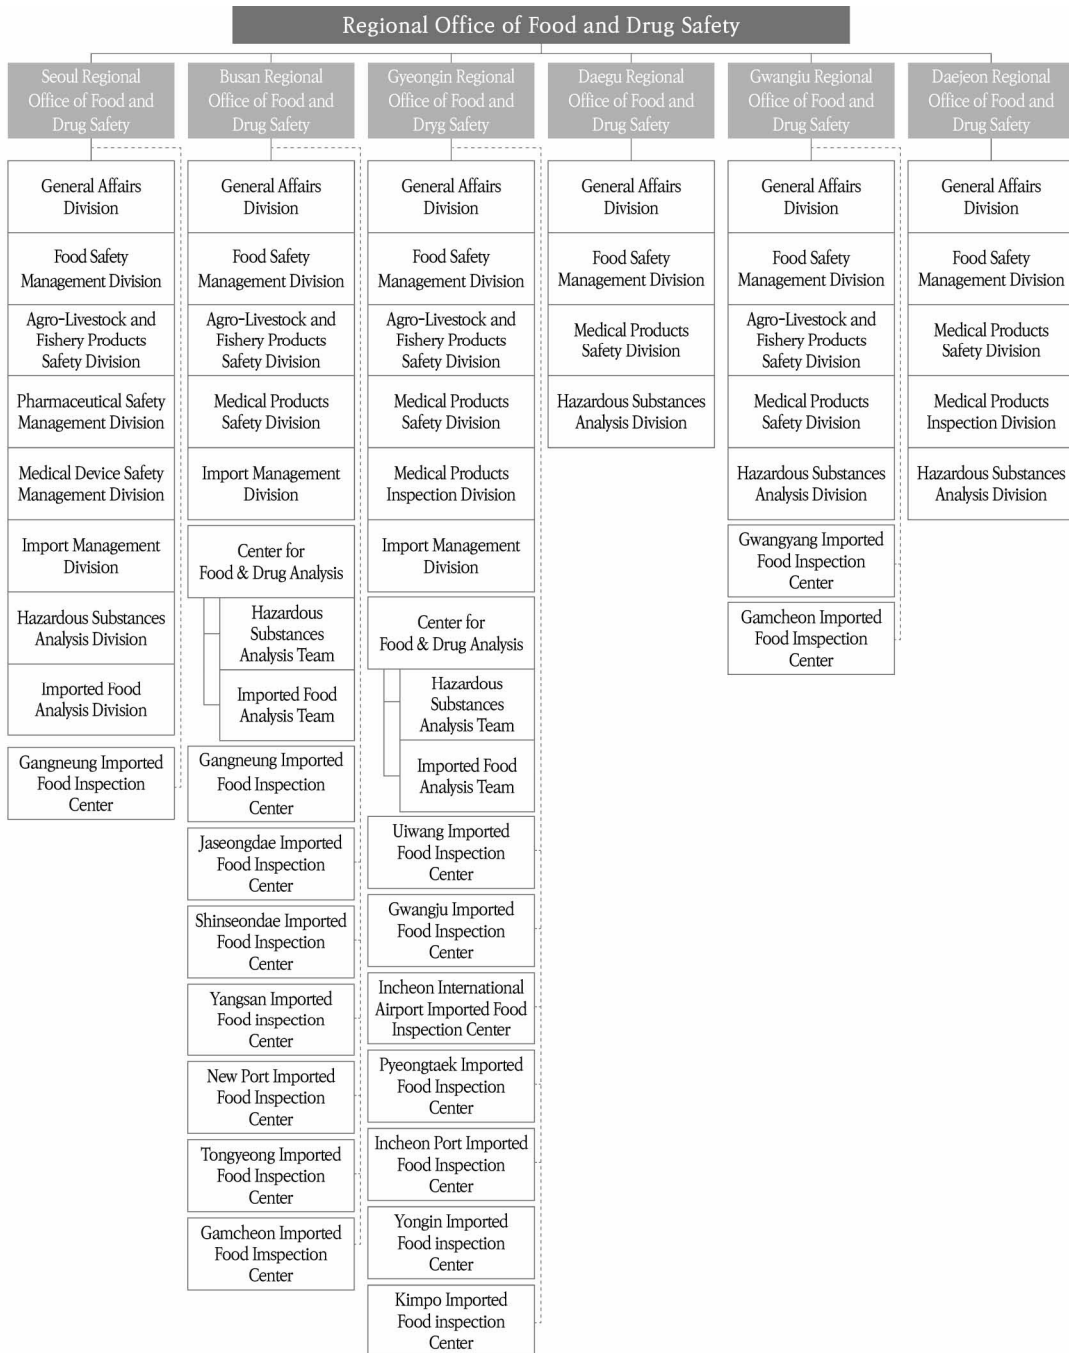 Regional Office of Food and Drug Safety
Seoul Regional
Office of Food and
Drug Safety
General Affairs
Division
Food Safety
Management Division
Agro-Livestock and
Fishery Products
Safety Division
Pharmaceutical Safety
Management Division
Medical Device Safety
Management Division
Import Management
Division
Hazardous Substances
Analysis Division
Imported Food
Analysis Division
Gangneung Imported
Food Inspection
Center
Busan Regional
Office of Food and
Drug Safety
General Affairs
Division
Food Safety
Management Division
Agro-Livestock and
Fishery Products
Safety Division
Medical Products
Safety Division
Import Management
Division
Center for
Food & Drug Analysis
Hazardous
Substances
Analysis Team
Imported Food
Analysis Team
Gangneung Imported
Food Inspection
Center
Jaseongdae Imported
Food Inspection
Center
Shinseondae Imported
Food Inspection
Center
Yangsan Imported
Food inspection
Center
New Port Imported
Food Inspection
Center
Tongyeong Imported
Food Inspection
Center
Gamcheon Imported
Food Imspection
Center
Gyeongin Regional
Office of Food and
Dryg Safety
General Affairs
Division
Food Safety
Management Division
Agro-Livestock and
Fishery Products
Safety Division
Medical Products
Safety Division
Medical Products
Inspection Division
Import Management
Division
Center for
Food & Drug Analysis
Hazardous
Substances
Analysis Team
Imported Food
Analysis Team
Uiwang Imported
Food Inspection
Center
Gwangju Imported
Food Inspection
Center
Incheon International
Airport Imported Food
Inspection Center
Pyeongtaek Imported
Food Inspection
Center
Incheon Port Imported
Food Inspection
Center
Yongin Imported
Food inspection
Center
Kimpo Imported
Food inspection
Center
Daegu Regional
Office of Food and
Drug Safety
General Affairs
Division
Food Safety
Management Division
Medical Products
Safety Division
Hazardous Substances
Analysis Division
Gwangiu Regional
Office of Food and
Drug Safety
General Affairs
Division
Food Safety
Management Division
Agro-Livestock and
Fishery Products
Safety Division
Medical Products
Safety Division
Hazardous Substances
Analysis Division
Gwangyang Imported
Food Inspection
Center
Gamcheon Imported
Food Imspection
Center
Daejeon Regional
Office of Food and
Drug Safety
General Affairs
Division
Food Safety
Management Division
Medical Products
Safety Division
Medical Products
Inspection Division
Hazardous Substances
Analysis Division